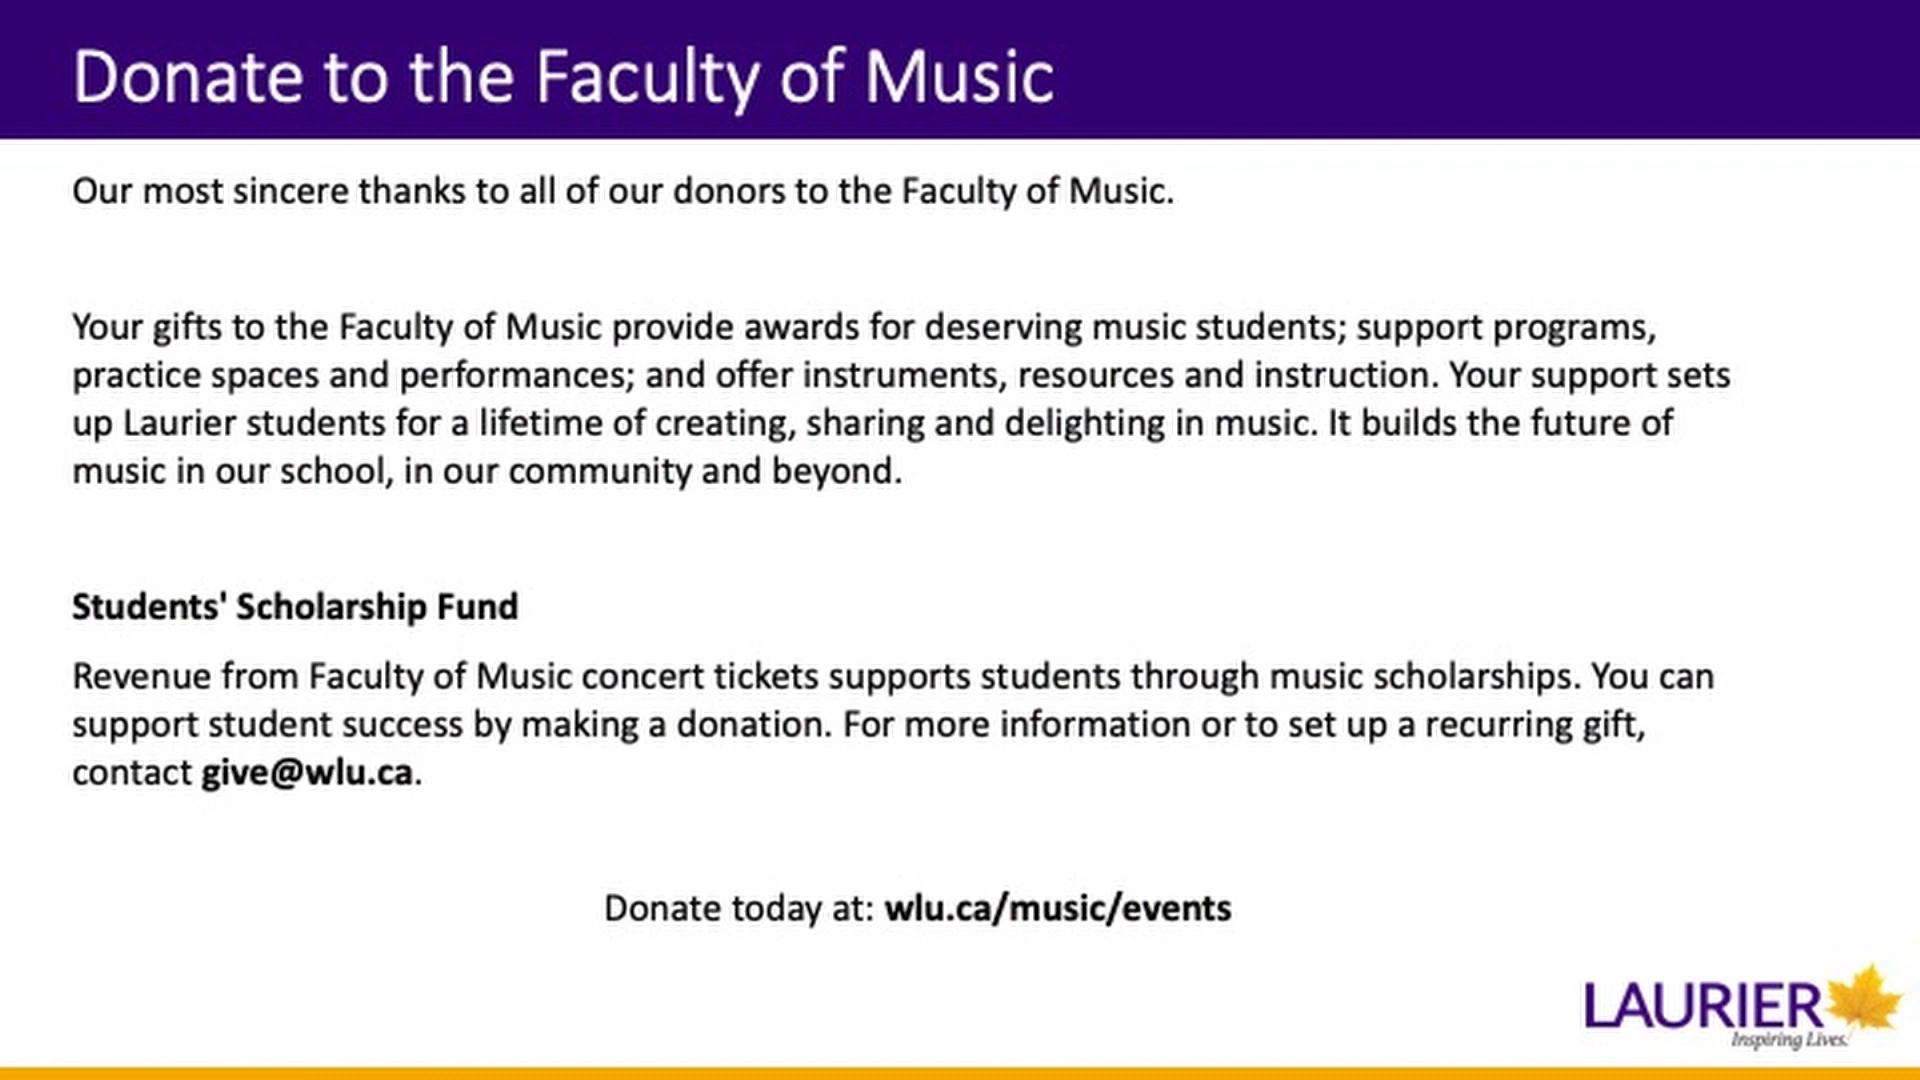 Donate to the Faculty of Music
Our most sincere thanks to all of our donors to the Faculty of Music.
Your gifts to the Faculty of Music provide awards for deserving music students; support programs,
practice spaces and performances; and offer instruments, resources and instruction. Your support sets
up Laurier students for a lifetime of creating, sharing and delighting in music. It builds the future of
music in our school, in our community and beyond.
Students' Scholarship Fund
Revenue from Faculty of Music concert tickets supports students through music scholarships. You can
support student success by making a donation. For more information or to set up a recurring gift,
contact give@wlu.ca.
Donate today at: wlu.ca/music/events
LAURIER
Inspiring Lives.